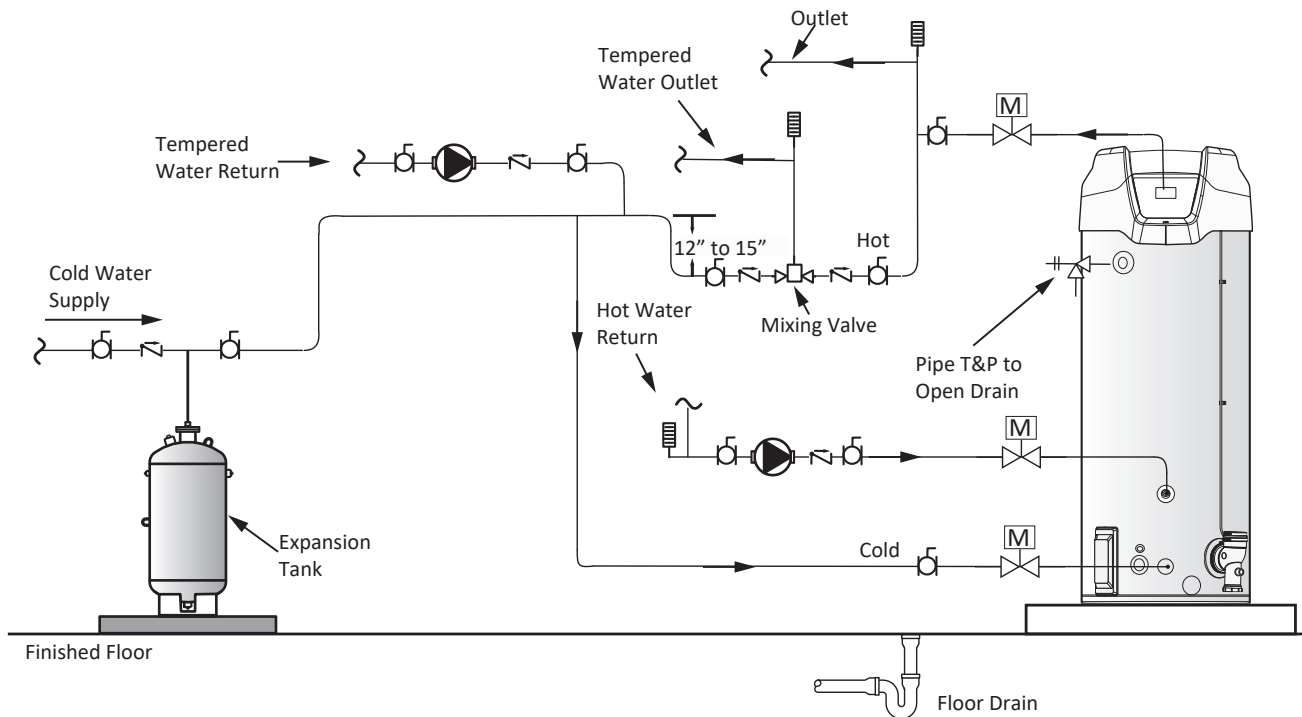 Outlet
Tempered
Water Outlet
M
Tempered
Water Return
12” to 15”
Hot
Cold Water
Supply
Mixing Valve
Hot Water
Return
Pipe T&P to
Open Drain
M
Expansion
Tank
Cold
M
Finished Floor
Floor Drain